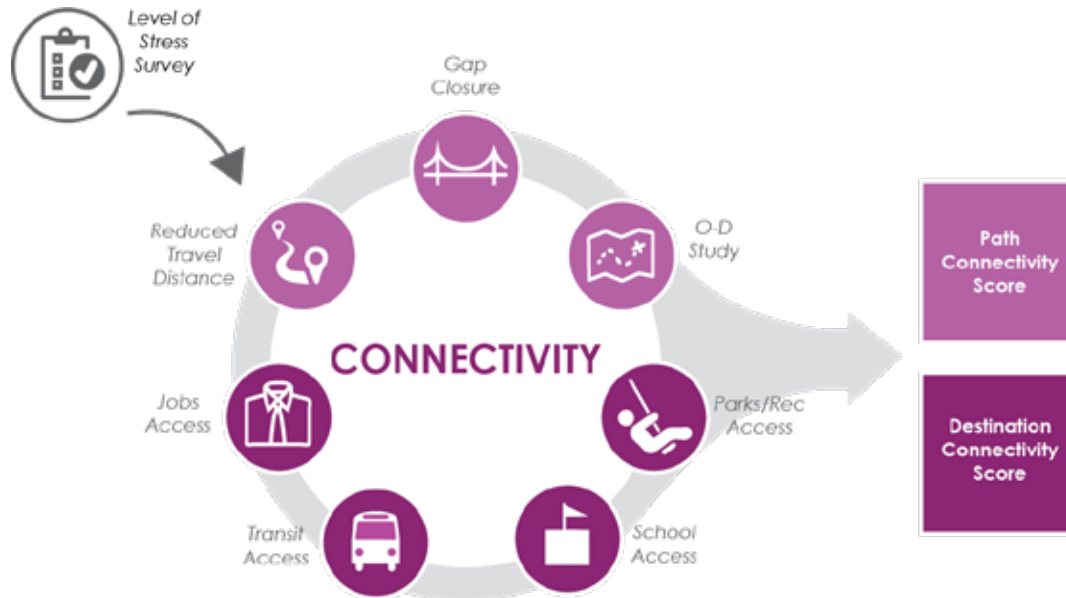 Level of
Stress
Survey
Gap
Closure
Reduced
Travel
Distance
O-D
Study
Path
Connectivity
Score
CONNECTIVITY
Jobs
Access
Parks/Rec
Access
Destination
Connectivity
Score
Transit
Access
School
Access